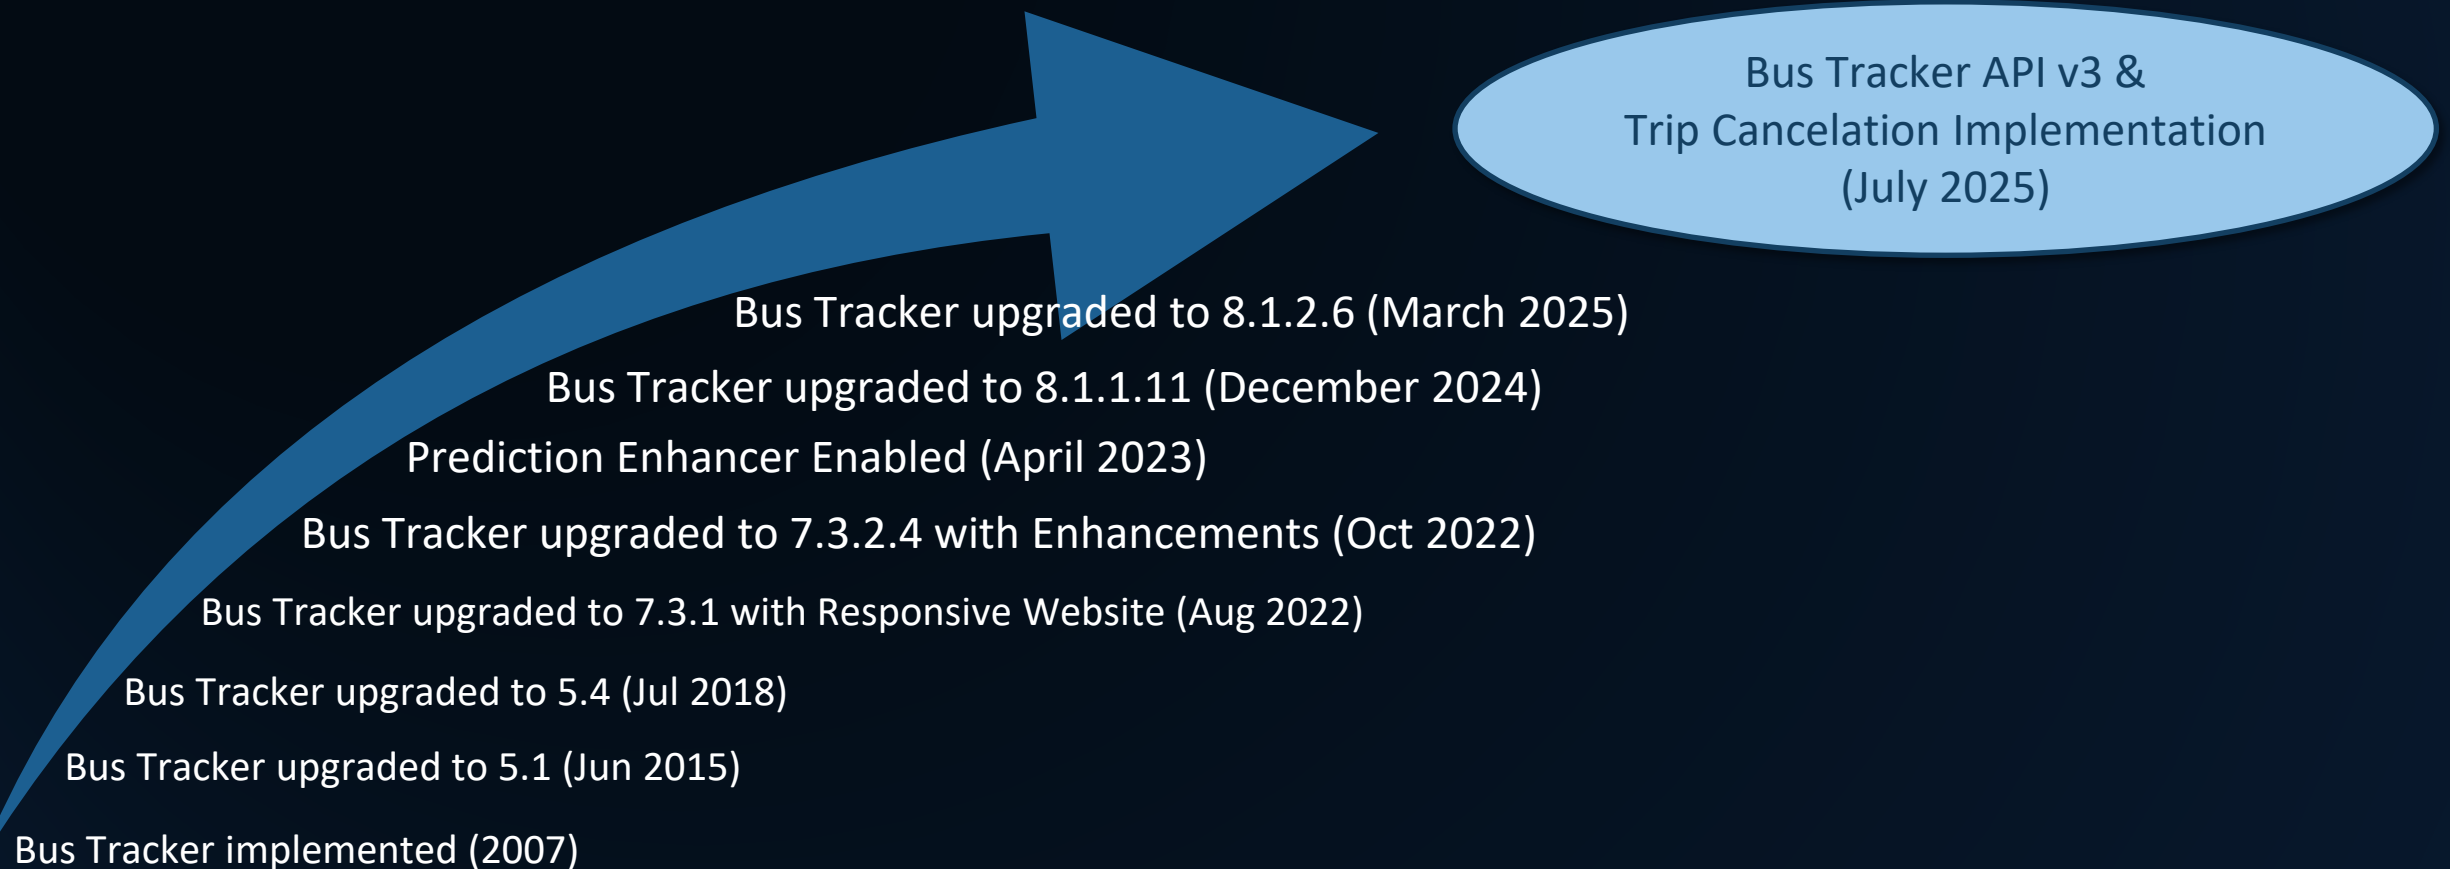 Bus Tracker API v3 &
Trip Cancelation Implementation
(July 2025)
Bus Tracker upgraded to 8.1.2.6 (March 2025)
Bus Tracker upgraded to 8.1.1.11 (December 2024)
Prediction Enhancer Enabled (April 2023)
Bus Tracker upgraded to 7.3.2.4 with Enhancements (Oct 2022)
Bus Tracker upgraded to 7.3.1 with Responsive Website (Aug 2022)
Bus Tracker upgraded to 5.4 (Jul 2018)
Bus Tracker upgraded to 5.1 (Jun 2015)
Bus Tracker implemented (2007)